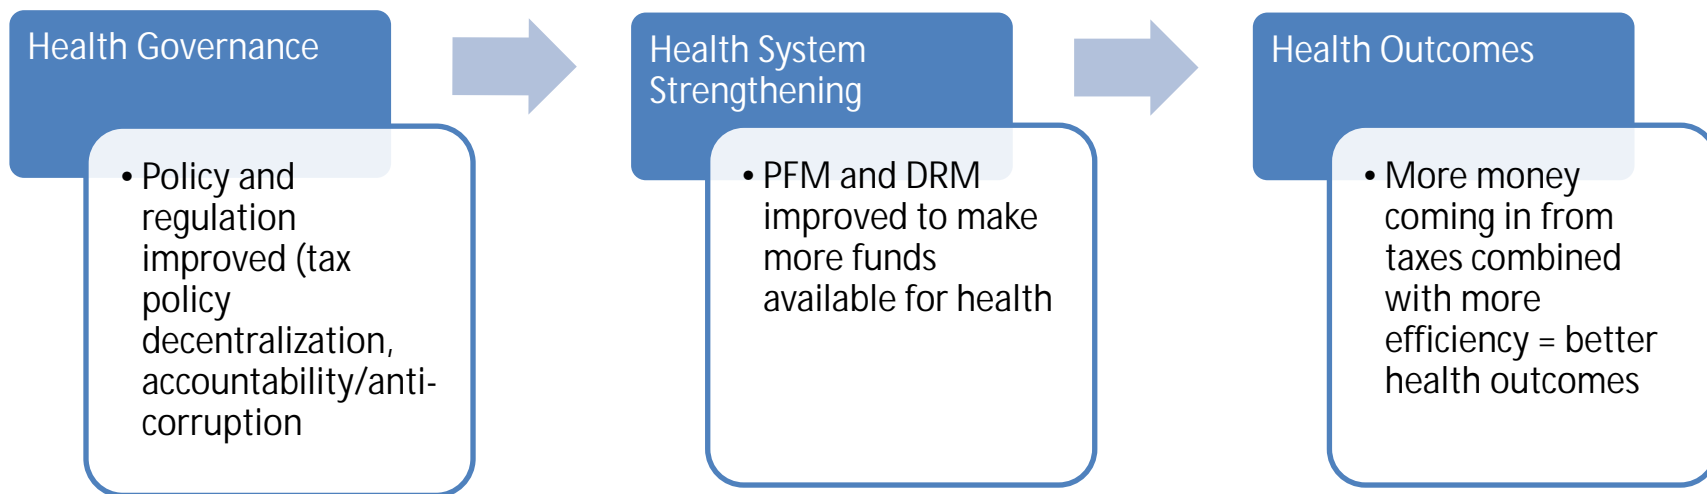 Health Governance
• Policy and
regulation
improved (tax
policy
decentralization,
accountability/anti-
corruption
Health System
Strengthening
• PFM and DRM
improved to make
more funds
available for health
Health Outcomes
• More money
coming in from
taxes combined
with more
efficiency = better
health outcomes